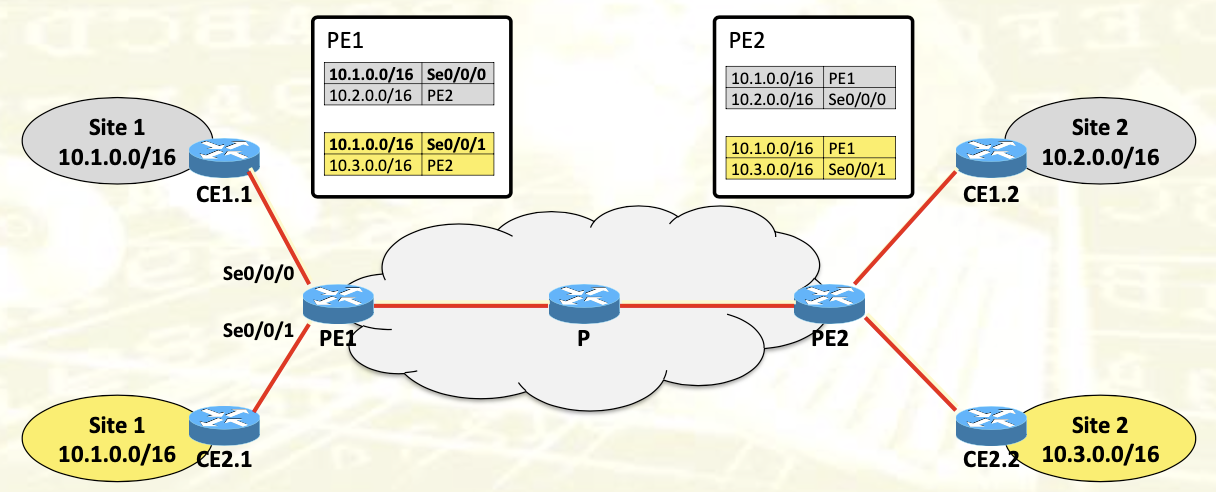 PE1
10.1.0.0/16 Se0/0/0
10.2.0.0/16 PE2
10.1.0.0/16 Se0/0/1
10.3.0.0/16 PE2
PE2
10.1.0.0/16 PE1
10.2.0.0/16 Se0/0/0
10.1.0.0/16 PE1
10.3.0.0/16 Se0/0/1
Site 1
10.1.0.0/16
CE1.1
Site 2
10.2.0.0/16
CE1.2
Se0/0/0
Se0/0/1
PE1
P
PE2
Site 1
10.1.0.0/16
CE2.1
Site 2
10.3.0.0/16
CE2.2